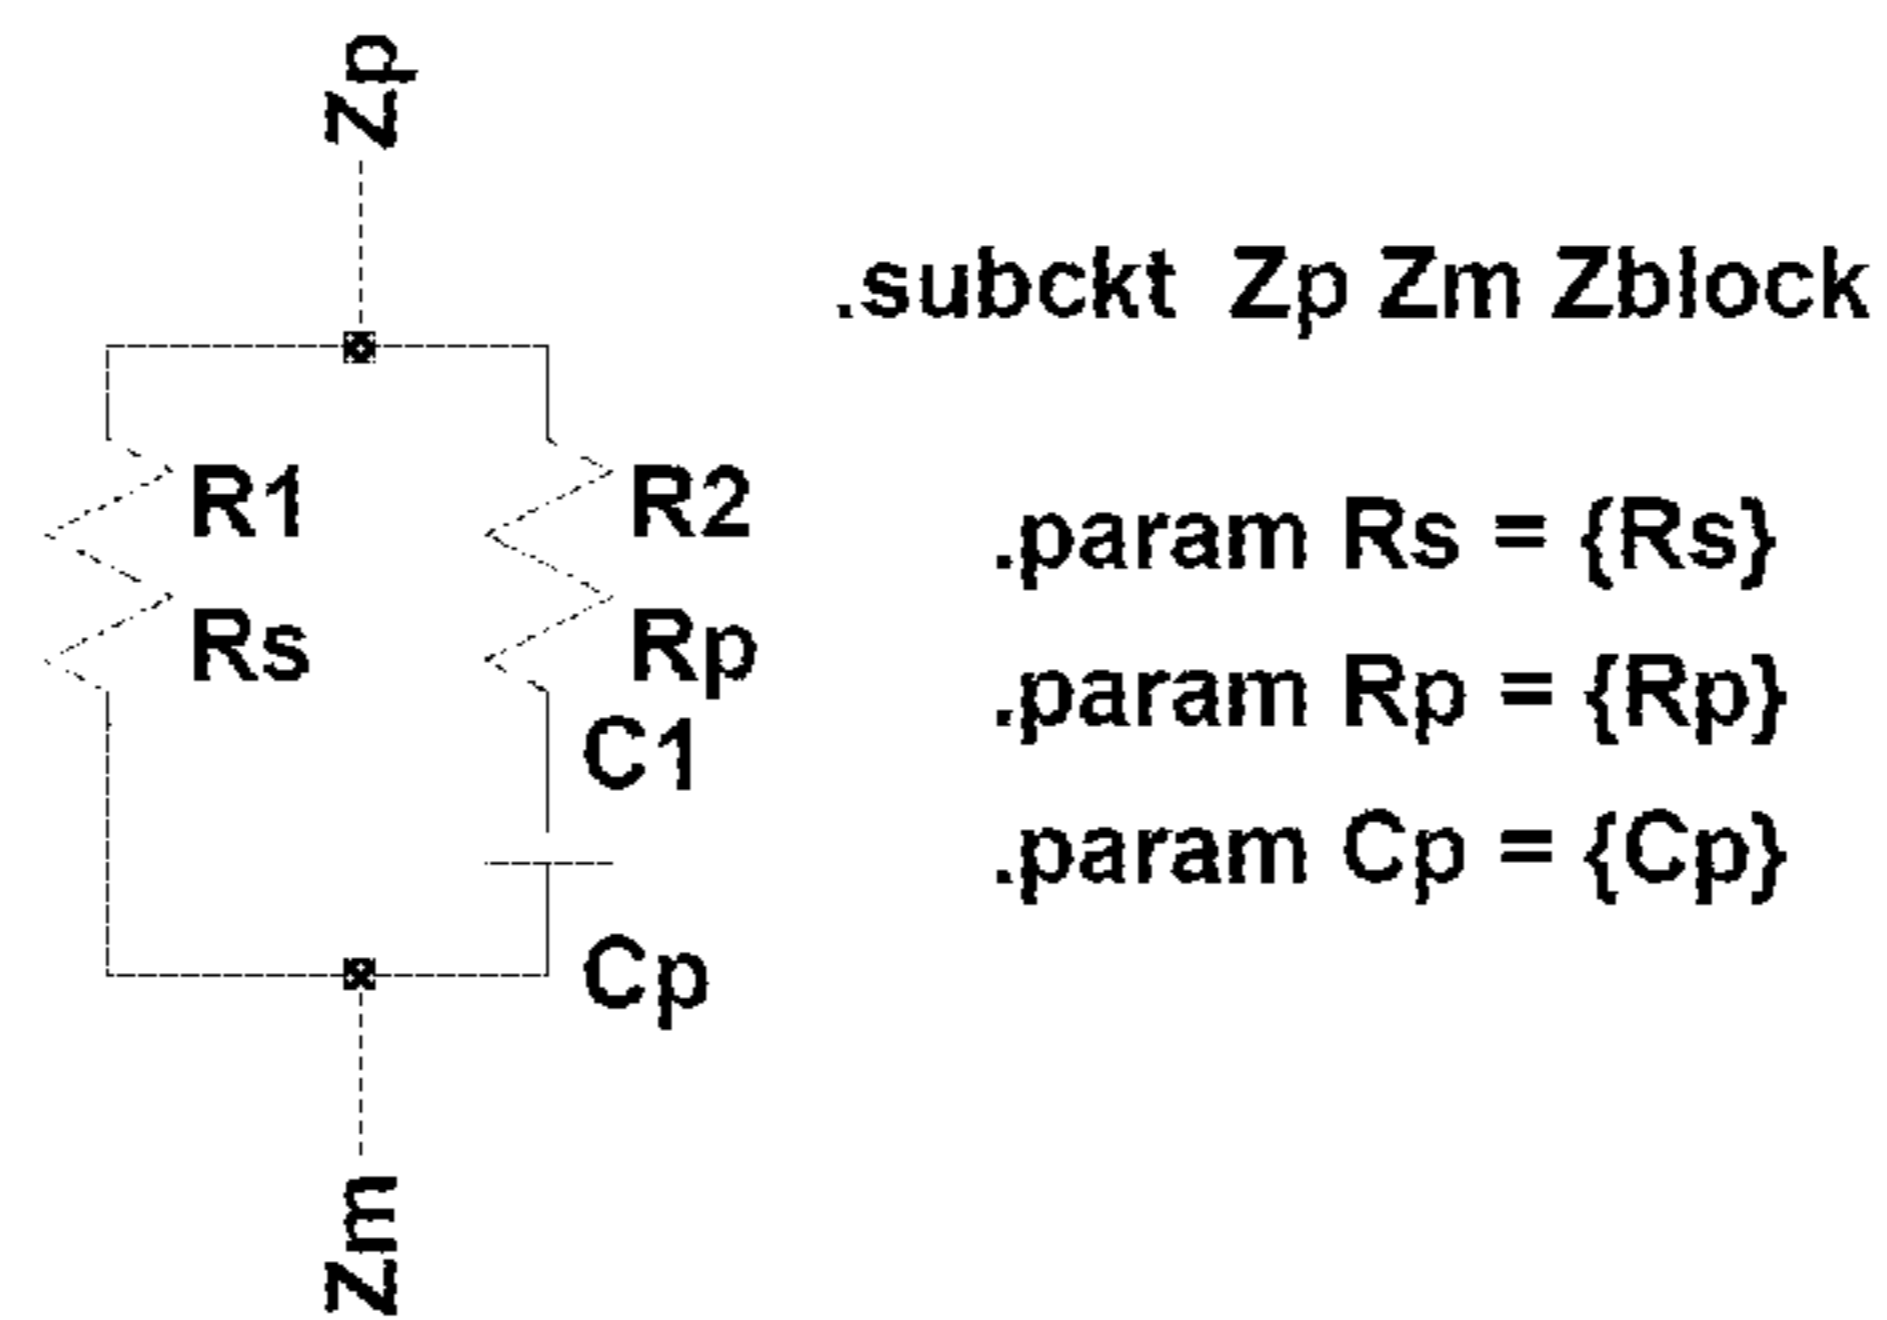 Zp
.subckt Zp Zm Zblock
R1
R2
.param Rs = {Rs}
Rs
Rp
.param Rp = {Rp}
C1
.param Cp = {Cp}
Cp
Zm